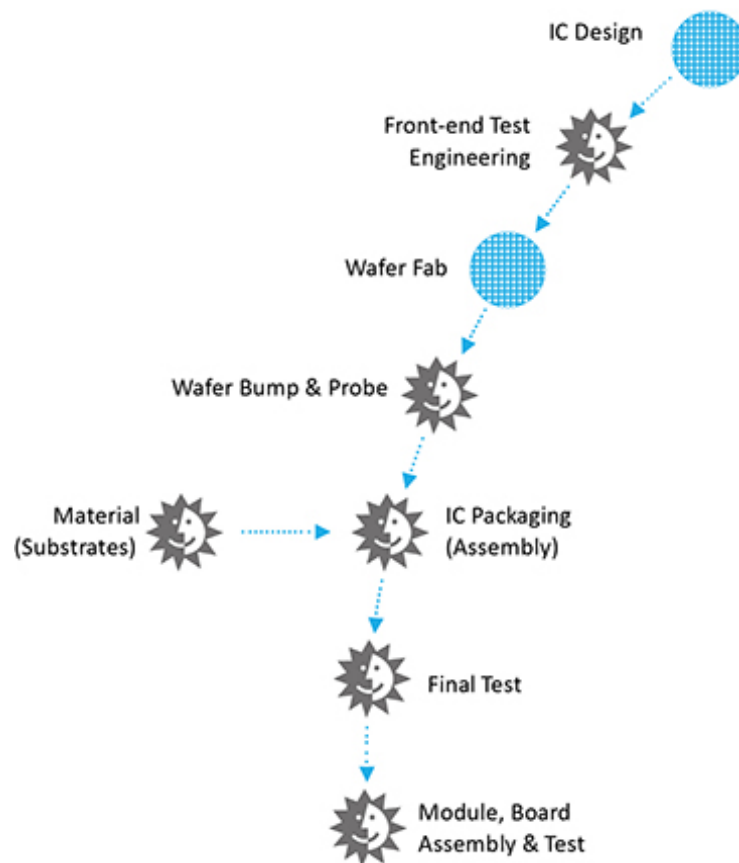 IC Design
Front-end Test
Engineering
Wafer Fab
Wafer Bump & Probe
Material
(Substrates)
IC Packaging
(Assembly)
Final Test
Module, Board
Assembly & Test